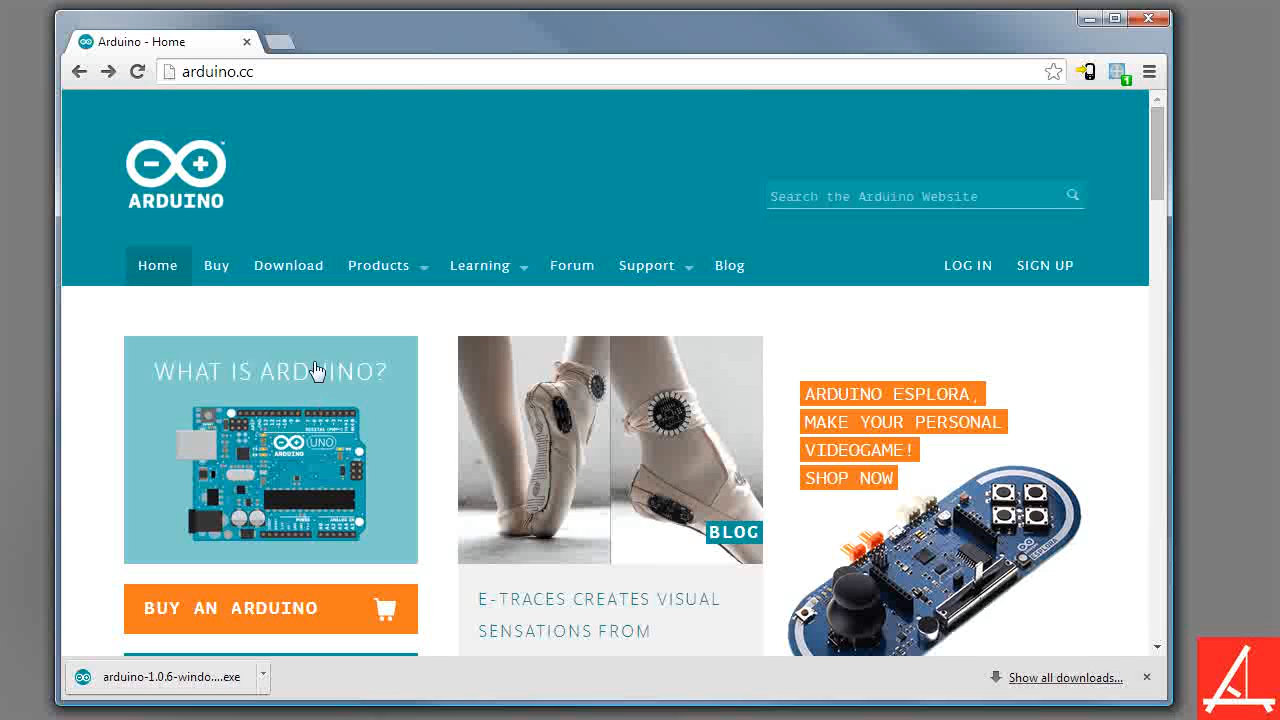 Arduino - Home
arduino.cc
ARDUINO
Search the Arduino Website
Home Buy Download Products Learning Forum Support Blog LOG IN SIGN UP
WHAT IS ARDUINO?
ARDUINO
UNO
BLOG
ARDUINO ESPLORA,
MAKE YOUR PERSONAL
VIDEOGAME!
SHOP NOW
ESPLORA
BUY AN ARDUINO
E-TRACES CREATES VISUAL
SENSATIONS FROM
arduino-1.0.6-windo....exe
Show all downloads...